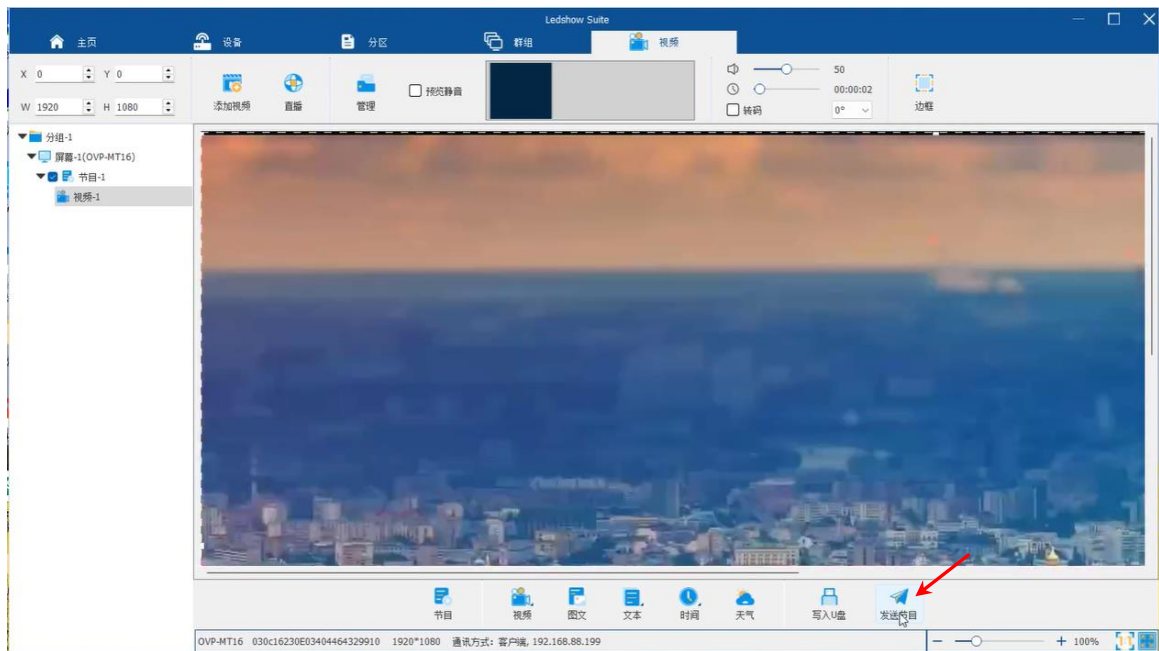 Ledshow Suite
主页 设备 分区 群组 视频
X 0 Y 0
W 1920 H 1080
添加视频 直播 管理 预览静音
50
00:00:02
转码 0° 边框
分组-1
屏幕-1(OVP-MT16)
节目-1
视频-1
节目 视频 图文 文本 时间 天气 写入U盘 发送节目
OVP-MT16 030c16230E03404464329910 1920*1080 通讯方式: 客户端, 192.168.88.199 100% 1:1